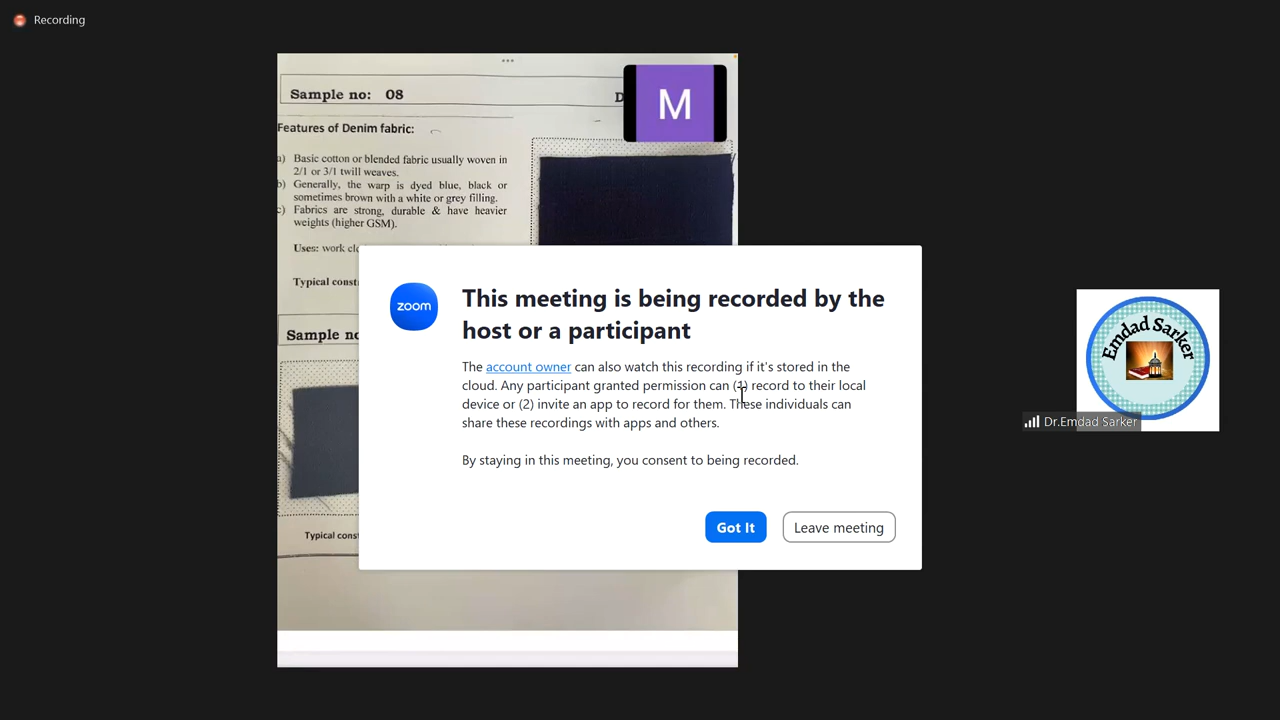 Recording
Sample no: 08
M
Features of Denim fabric:
a) Basic cotton or blended fabric usually woven in
2/1 or 3/1 twill weaves.
b) Generally, the warp is dyed blue, black or
sometimes brown with a white or grey filling.
c) Fabrics are strong, durable & have heavier
weights (higher GSM).
Uses: work
Sample
Typical
zoom
This meeting is being recorded by the
host or a participant
The account owner can also watch this recording if it's stored in the
cloud. Any participant granted permission can (1) record to their local
device or (2) invite an app to record for them. These individuals can
share these recordings with apps and others.
By staying in this meeting, you consent to being recorded.
Got It
Leave meeting
Emdad Sarker
Dr.Emdad Sarker